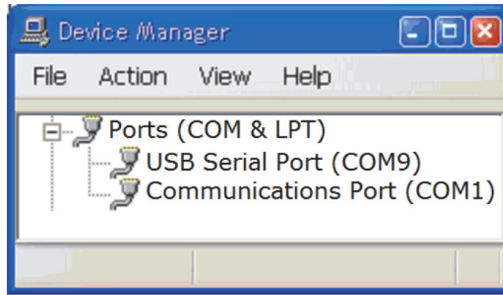 Device Manager
File Action View Help
Ports (COM & LPT)
USB Serial Port (COM9)
Communications Port (COM1)